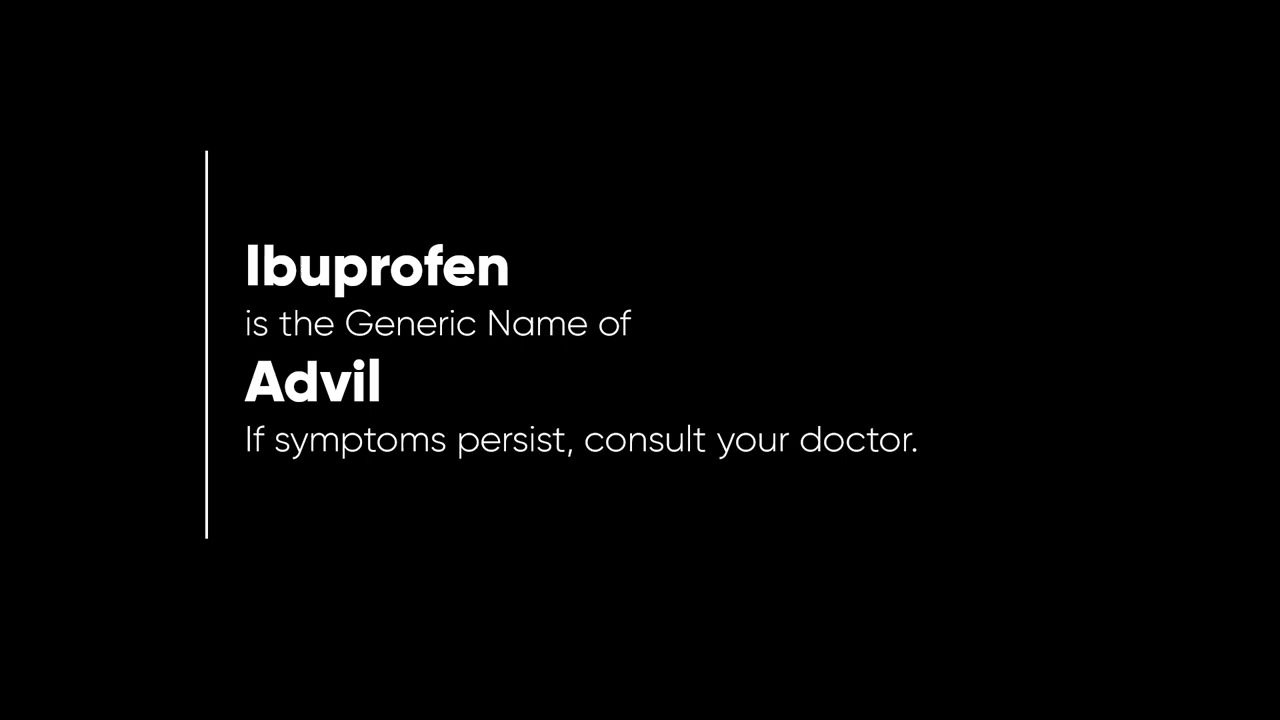 Ibuprofen
is the Generic Name of
Advil
If symptoms persist, consult your doctor.